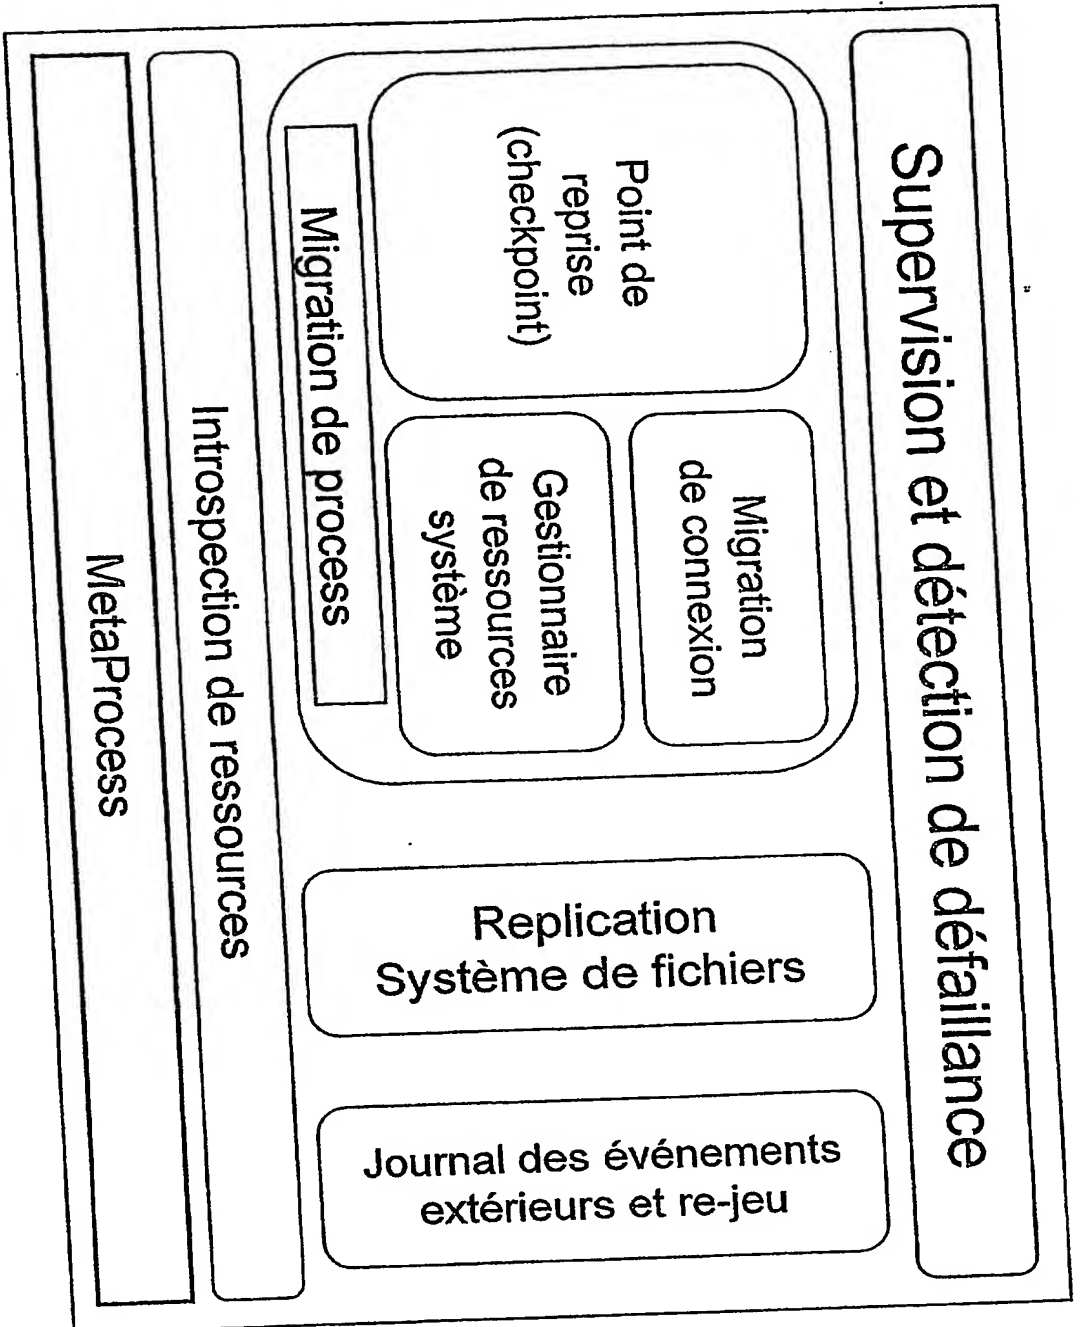 Supervision et détection de défaillance
Point de
reprise
(checkpoint)
Migration
de connexion
Gestionnaire
de ressources
système
Migration de process
Replication
Système de fichiers
Journal des événements
extérieurs et re-jeu
Introspection de ressources
MetaProcess